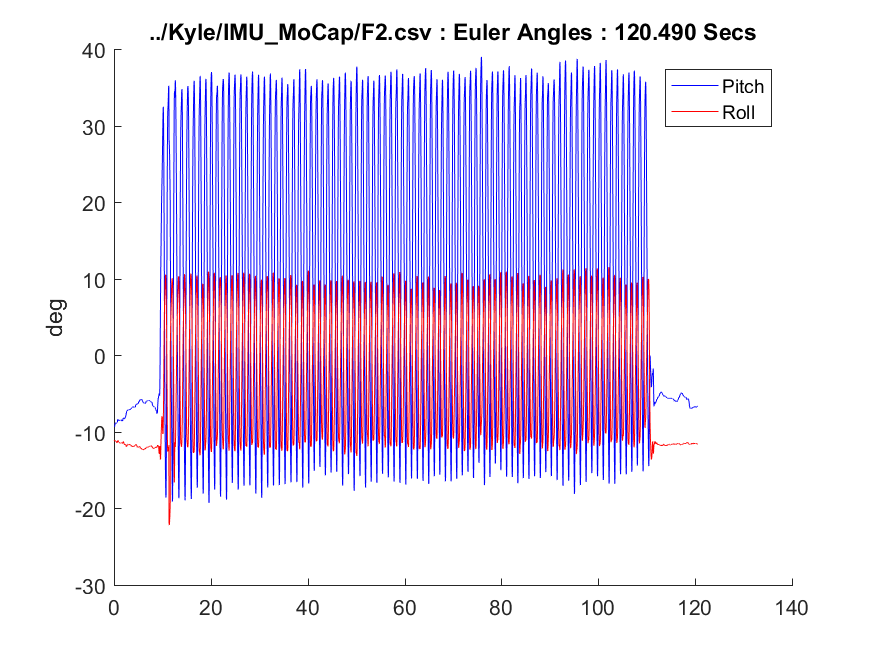 ../Kyle/IMU_MoCap/F2.csv : Euler Angles : 120.490 Secs
40
30
20
10
0
-10
-20
-30
deg
0 20 40 60 80 100 120 140
Pitch
Roll